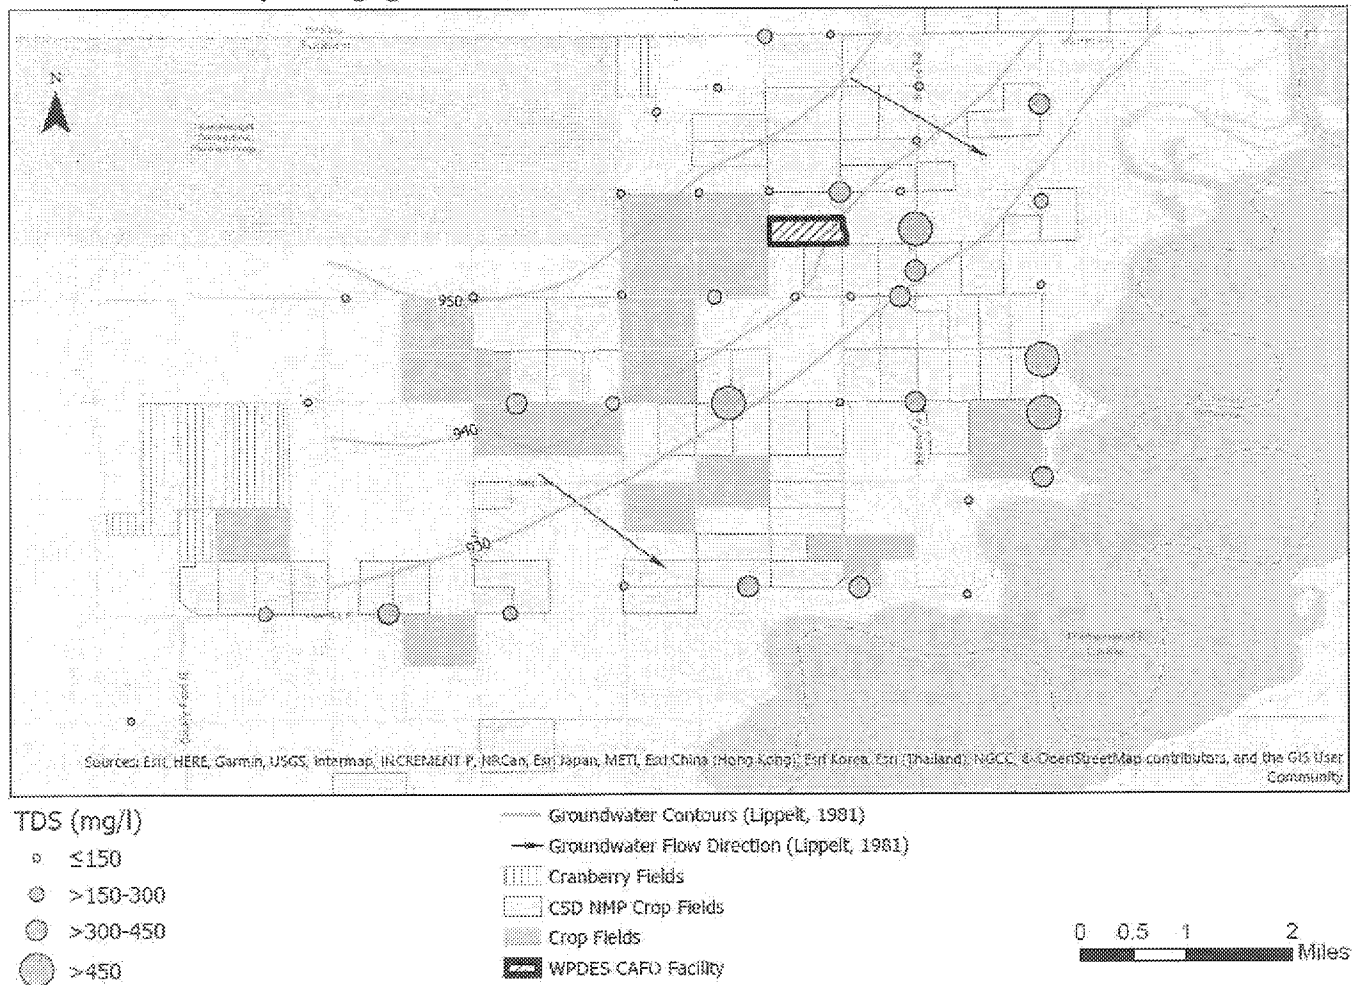 N
950
940
930
Sources: Esri, HERE, Garmin, USGS, Intermap, INCREMENT P, NRCan, Esri Japan, METI, Esri China (Hong Kong), Esri Korea, Esri (Thailand), NGCC, © OpenStreetMap contributors, and the GIS User
Community
TDS (mg/l)
≤150
>150-300
>300-450
>450
Groundwater Contours (Lippelt, 1981)
Groundwater Flow Direction (Lippelt, 1981)
Cranberry Fields
CSD NMP Crop Fields
Crop Fields
WPDES CAFO Facility
0 0.5 1 2
Miles